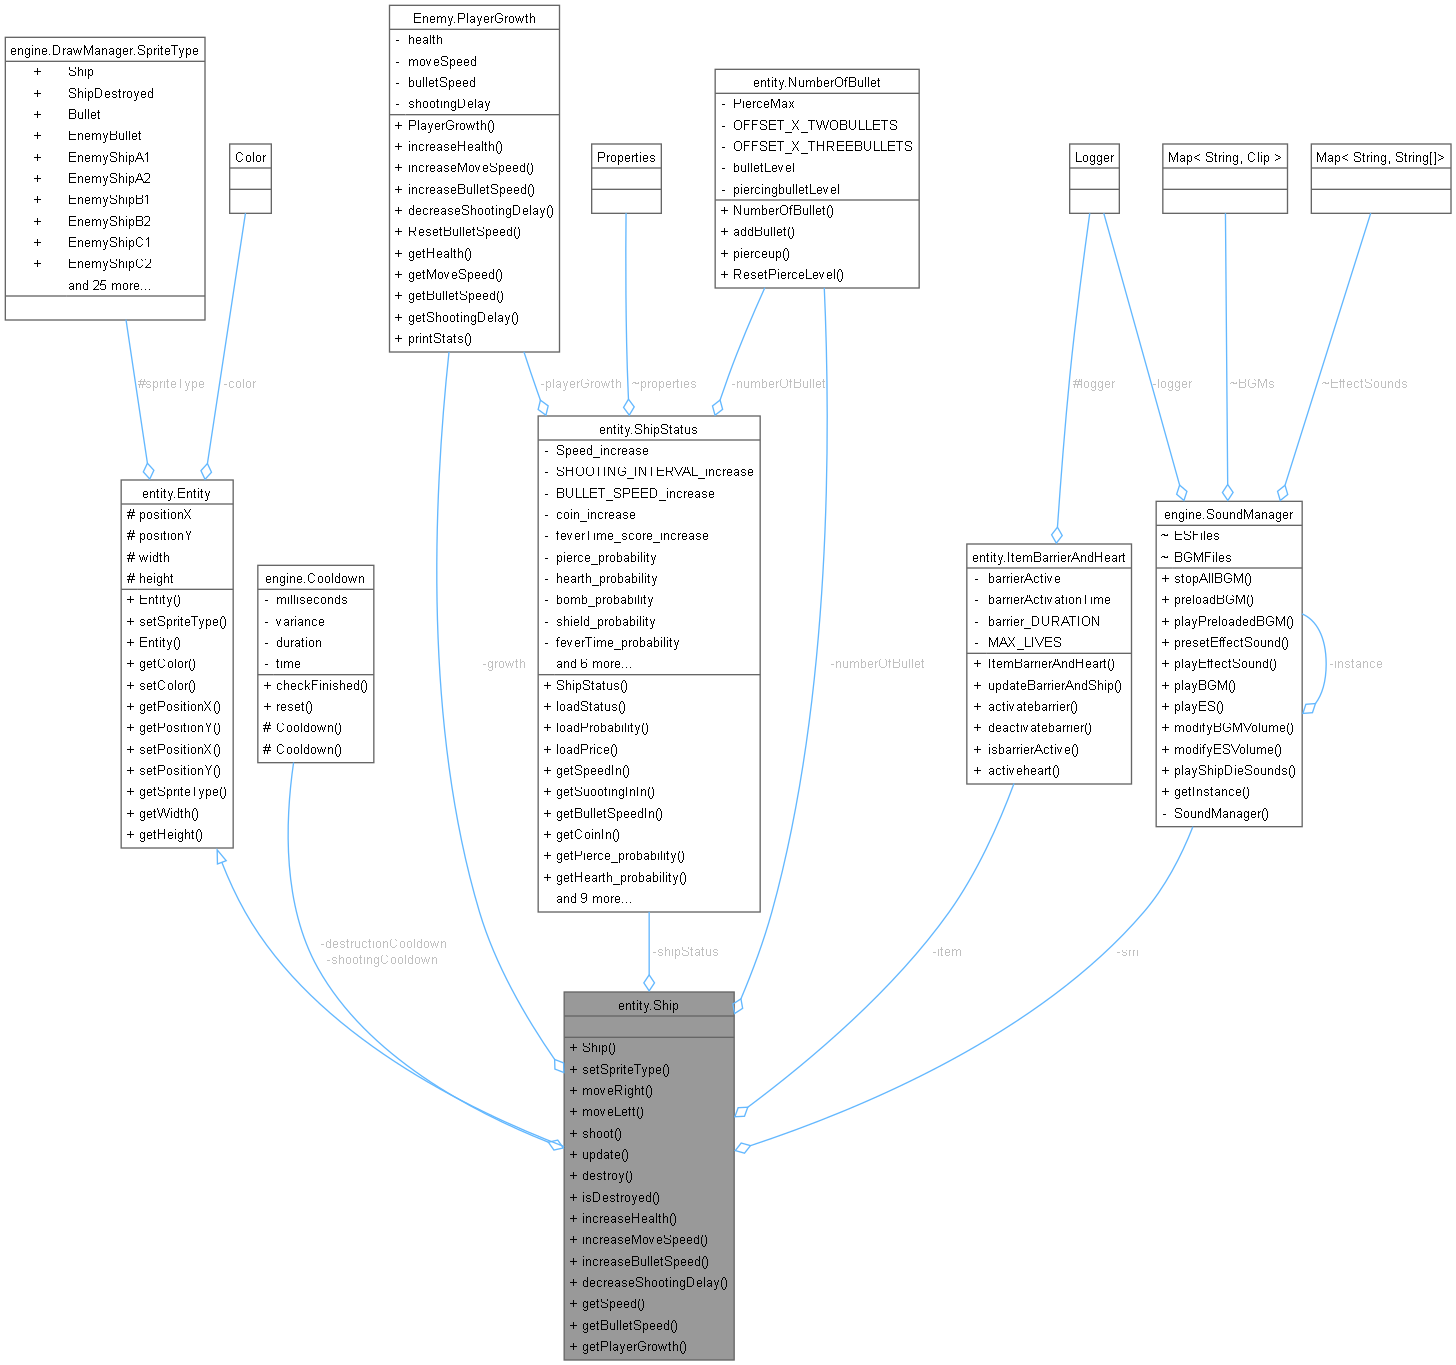 engine.DrawManager.SpriteType
+ Ship
+ ShipDestroyed
+ Bullet
+ EnemyBullet
+ EnemyShipA1
+ EnemyShipA2
+ EnemyShipB1
+ EnemyShipB2
+ EnemyShipC1
+ EnemyShipC2
and 25 more...
Color
Enemy.PlayerGrowth
- health
- moveSpeed
- bulletSpeed
- shootingDelay
+ PlayerGrowth()
+ increaseHealth()
+ increaseMoveSpeed()
+ increaseBulletSpeed()
+ decreaseShootingDelay()
+ ResetBulletSpeed()
+ getHealth()
+ getMoveSpeed()
+ getBulletSpeed()
+ getShootingDelay()
+ printStats()
Properties
entity.NumberOfBullet
- PierceMax
- OFFSET_X_TWOBULLETS
- OFFSET_X_THREEBULLETS
- bulletLevel
- piercingbulletLevel
+ NumberOfBullet()
+ addBullet()
+ pierceup()
+ ResetPierceLevel()
Logger
Map< String, Clip >
Map< String, String[]>
#spriteType
-color
-playerGrowth
~properties
-numberOfBullet
#logger
-logger
~BGMs
~EffectSounds
entity.Entity
# positionX
# positionY
# width
# height
+ Entity()
+ setSpriteType()
+ Entity()
+ getColor()
+ setColor()
+ getPositionX()
+ getPositionY()
+ setPositionX()
+ setPositionY()
+ getSpriteType()
+ getWidth()
+ getHeight()
engine.Cooldown
- milliseconds
- variance
- duration
- time
+ checkFinished()
+ reset()
# Cooldown()
# Cooldown()
-growth
entity.ShipStatus
- Speed_increase
- SHOOTING_INTERVAL_increase
- BULLET_SPEED_increase
- coin_increase
- feverTime_score_increase
- pierce_probability
- hearth_probability
- bomb_probability
- shield_probability
- feverTime_probability
and 6 more...
+ ShipStatus()
+ loadStatus()
+ loadProbability()
+ loadPrice()
+ getSpeedIn()
+ getSuootingInIn()
+ getBulletSpeedIn()
+ getCoinIn()
+ getPierce_probability()
+ getHearth_probability()
and 9 more...
-numberOfBullet
entity.ItemBarrierAndHeart
- barrierActive
- barrierActivationTime
- barrier_DURATION
- MAX_LIVES
+ ItemBarrierAndHeart()
+ updateBarrierAndShip()
+ activatebarrier()
+ deactivatebarrier()
+ isbarrierActive()
+ activeheart()
engine.SoundManager
~ ESFiles
~ BGMFiles
+ stopAllBGM()
+ preloadBGM()
+ playPreloadedBGM()
+ presetEffectSound()
+ playEffectSound()
+ playBGM()
+ playES()
+ modifyBGMVolume()
+ modifyESVolume()
+ playShipDieSounds()
+ getInstance()
- SoundManager()
-instance
-destructionCooldown
-shootingCooldown
-shipStatus
-item
-sm
entity.Ship
+ Ship()
+ setSpriteType()
+ moveRight()
+ moveLeft()
+ shoot()
+ update()
+ destroy()
+ isDestroyed()
+ increaseHealth()
+ increaseMoveSpeed()
+ increaseBulletSpeed()
+ decreaseShootingDelay()
+ getSpeed()
+ getBulletSpeed()
+ getPlayerGrowth()